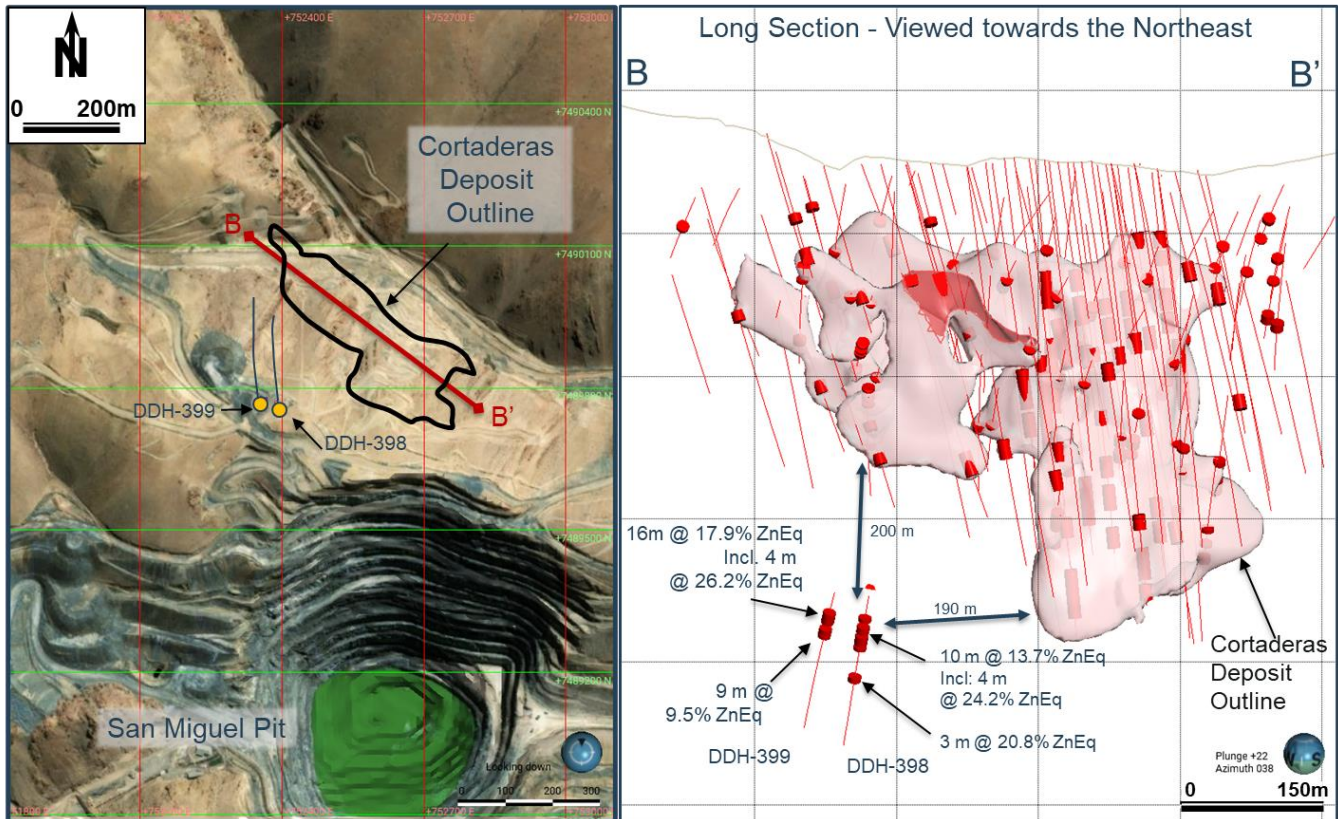 N
0 200m
+752400 E
+752700 E
+753000
+7490400 N
Cortaderas
Deposit
Outline
B
+7490100 N
DDH-399
B'
DDH-398
+7489500 N
+7489200 N
San Miguel Pit
Looking down
0 100 200 300
+752700 E
Long Section - Viewed towards the Northeast
B
B'
16m @ 17.9% ZnEq
Incl. 4 m
@ 26.2% ZnEq
200 m
190 m
10 m @ 13.7% ZnEq
Incl: 4 m
@ 24.2% ZnEq
9 m @
9.5% ZnEq
3 m @ 20.8% ZnEq
DDH-399
DDH-398
Cortaderas
Deposit
Outline
Plunge +22
Azimuth 038
0 150m